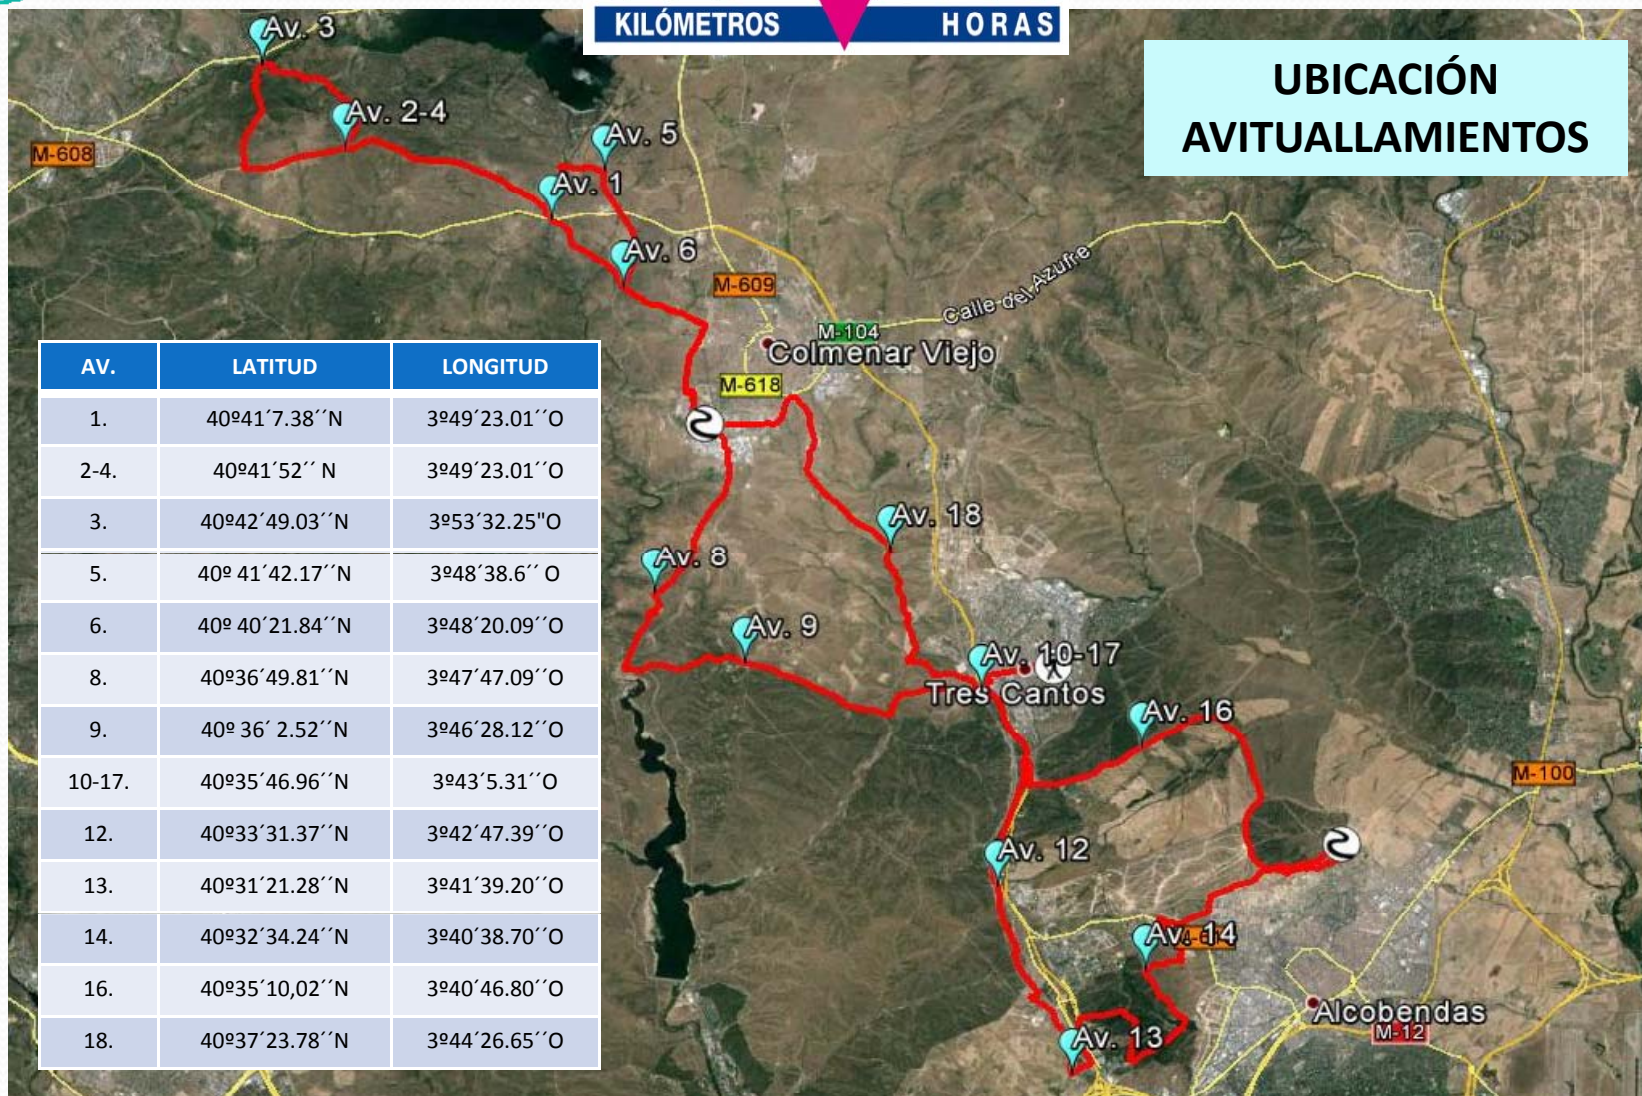 KILÓMETROS HORAS
UBICACIÓN
AVITUALLAMIENTOS
Av. 3
Av. 2-4
M-608
Av. 5
Av. 1
Av. 6
M-609
Calle del Azufre
M-104
Colmenar Viejo
M-618
Av. 18
Av. 8
Av. 9
Av. 10-17
Tres Cantos
Av. 16
M-100
Av. 12
Av. 14
Alcobendas
M-12
Av. 13
AV. LATITUD LONGITUD
1. 40º41´7.38´´N 3º49´23.01´´O
2-4. 40º41´52´´ N 3º49´23.01´´O
3. 40º42´49.03´´N 3º53´32.25"O
5. 40º 41´42.17´´N 3º48´38.6´´ O
6. 40º 40´21.84´´N 3º48´20.09´´O
8. 40º36´49.81´´N 3º47´47.09´´O
9. 40º 36´ 2.52´´N 3º46´28.12´´O
10-17. 40º35´46.96´´N 3º43´5.31´´O
12. 40º33´31.37´´N 3º42´47.39´´O
13. 40º31´21.28´´N 3º41´39.20´´O
14. 40º32´34.24´´N 3º40´38.70´´O
16. 40º35´10,02´´N 3º40´46.80´´O
18. 40º37´23.78´´N 3º44´26.65´´O